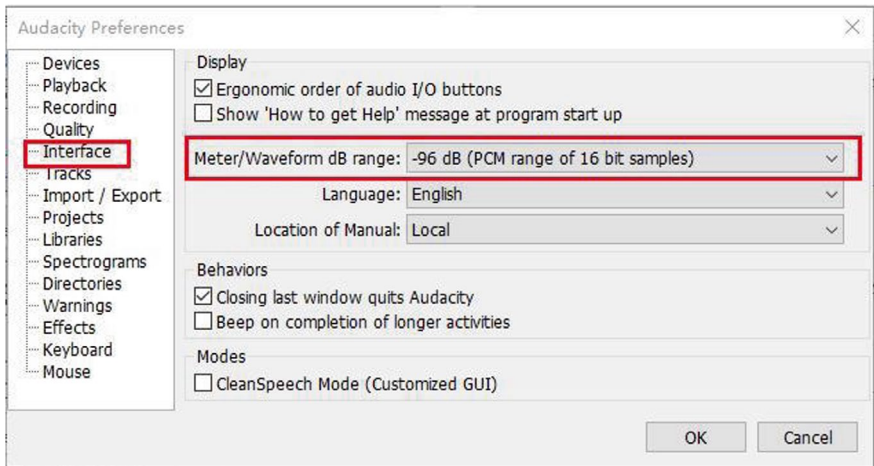 Audacity Preferences
Devices
Playback
Recording
Quality
Interface
Tracks
Import / Export
Projects
Libraries
Spectrograms
Directories
Warnings
Effects
Keyboard
Mouse
Display
Ergonomic order of audio I/O buttons
Show 'How to get Help' message at program start up
Meter/Waveform dB range: -96 dB (PCM range of 16 bit samples)
Language: English
Location of Manual: Local
Behaviors
Closing last window quits Audacity
Beep on completion of longer activities
Modes
CleanSpeech Mode (Customized GUI)
OK Cancel